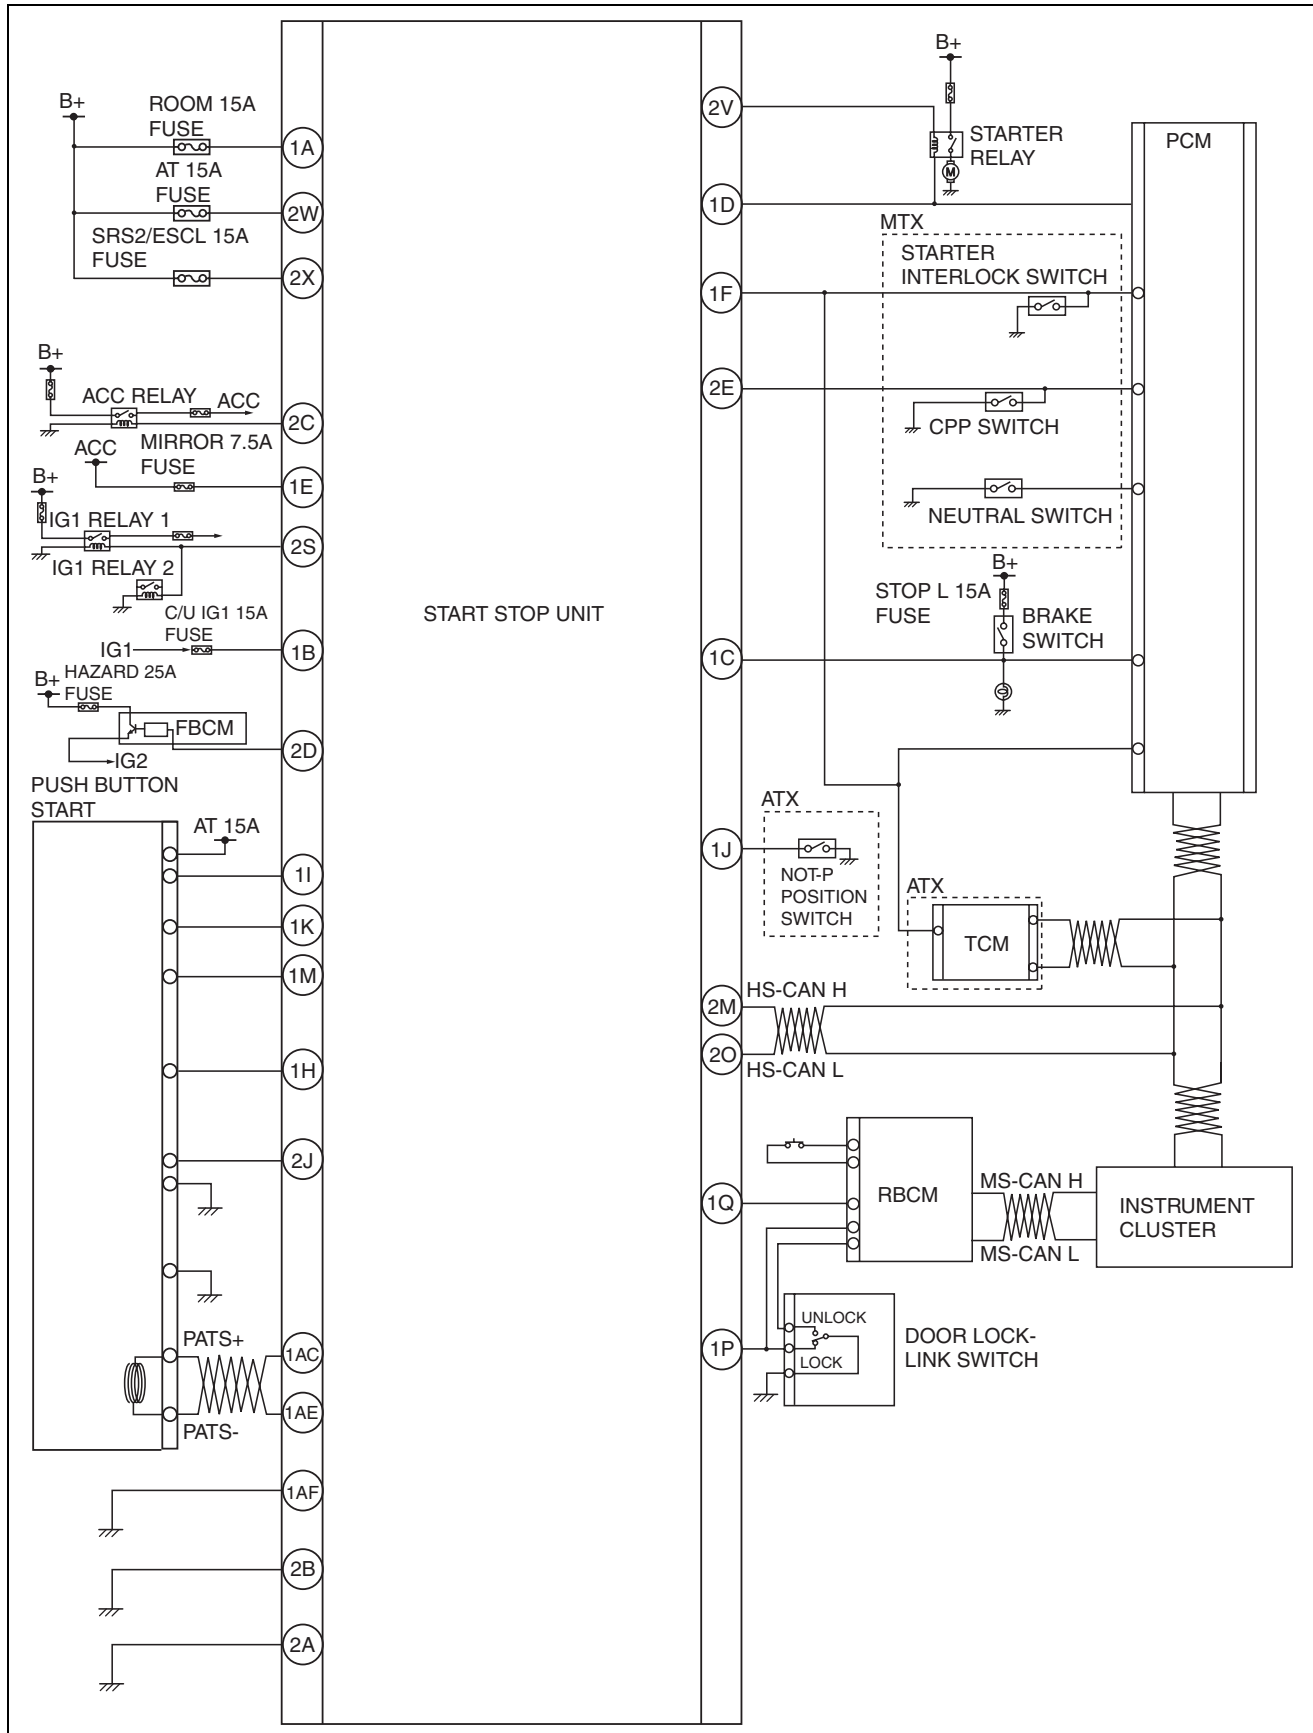 B+
ROOM 15A
FUSE
1A
AT 15A
FUSE
2W
SRS2/ESCL 15A
FUSE
2X
B+
ACC RELAY
ACC
2C
MIRROR 7.5A
FUSE
ACC
1E
B+
IG1 RELAY 1
2S
IG1 RELAY 2
C/U IG1 15A
FUSE
IG1
1B
HAZARD 25A
FUSE
B+
FBCM
IG2
2D
PUSH BUTTON
START
AT 15A
1I
1K
1M
1H
2J
PATS+
1AC
1AE
PATS-
1AF
2B
2A
START STOP UNIT
B+
2V
STARTER
RELAY
M
PCM
1D
MTX
STARTER
INTERLOCK SWITCH
1F
2E
CPP SWITCH
NEUTRAL SWITCH
B+
STOP L 15A
FUSE
BRAKE
SWITCH
1C
ATX
1J
NOT-P
POSITION
SWITCH
ATX
TCM
HS-CAN H
2M
2O
HS-CAN L
RBCM
1Q
MS-CAN H
MS-CAN L
INSTRUMENT
CLUSTER
UNLOCK
LOCK
1P
DOOR LOCK-
LINK SWITCH